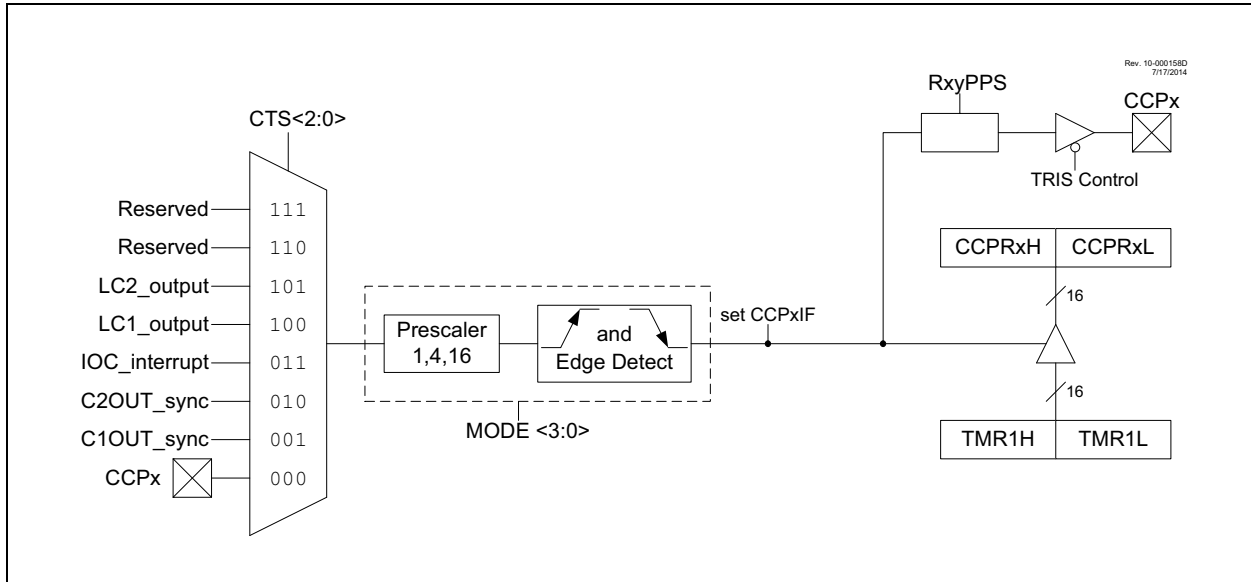 Rev. 10-000158D
7/17/2014
RxyPPS
CCPx
CTS<2:0>
TRIS Control
Reserved 111
Reserved 110
CCPRxH CCPRxL
LC2_output 101
16
set CCPxIF
LC1_output 100
Prescaler
1,4,16
and
Edge Detect
IOC_interrupt 011
16
C2OUT_sync 010
MODE <3:0>
C1OUT_sync 001
TMR1H TMR1L
CCPx 000